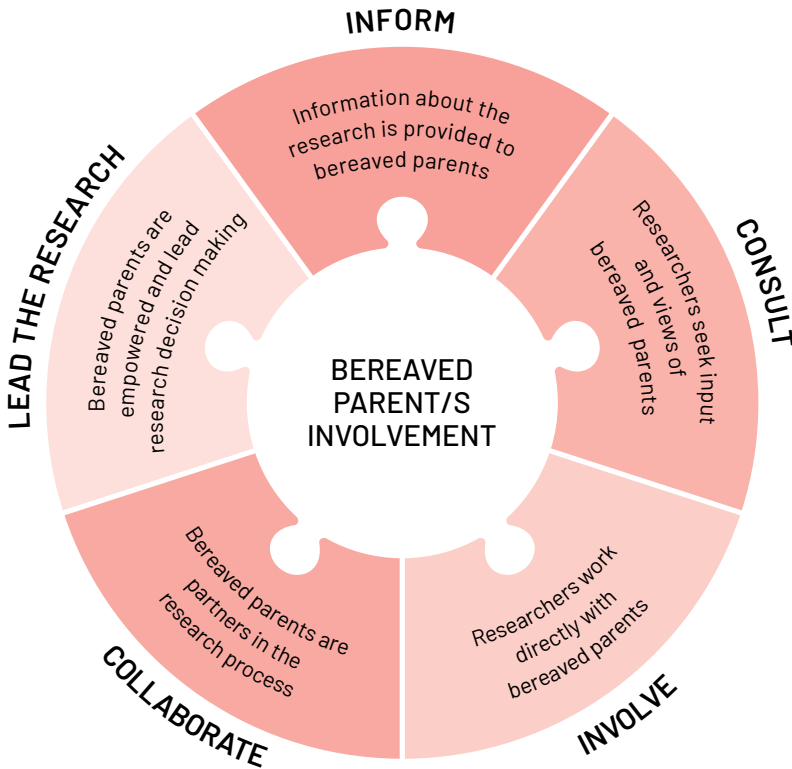 INFORM
Information about the
research is provided to
bereaved parents
CONSULT
Researchers seek input
and views of
bereaved parents
INVOLVE
Researchers work
directly with
bereaved parents
COLLABORATE
Bereaved parents are
partners in the
research process
LEAD THE RESEARCH
Bereaved parents are
empowered and lead
research decision making
BEREAVED
PARENT/S
INVOLVEMENT